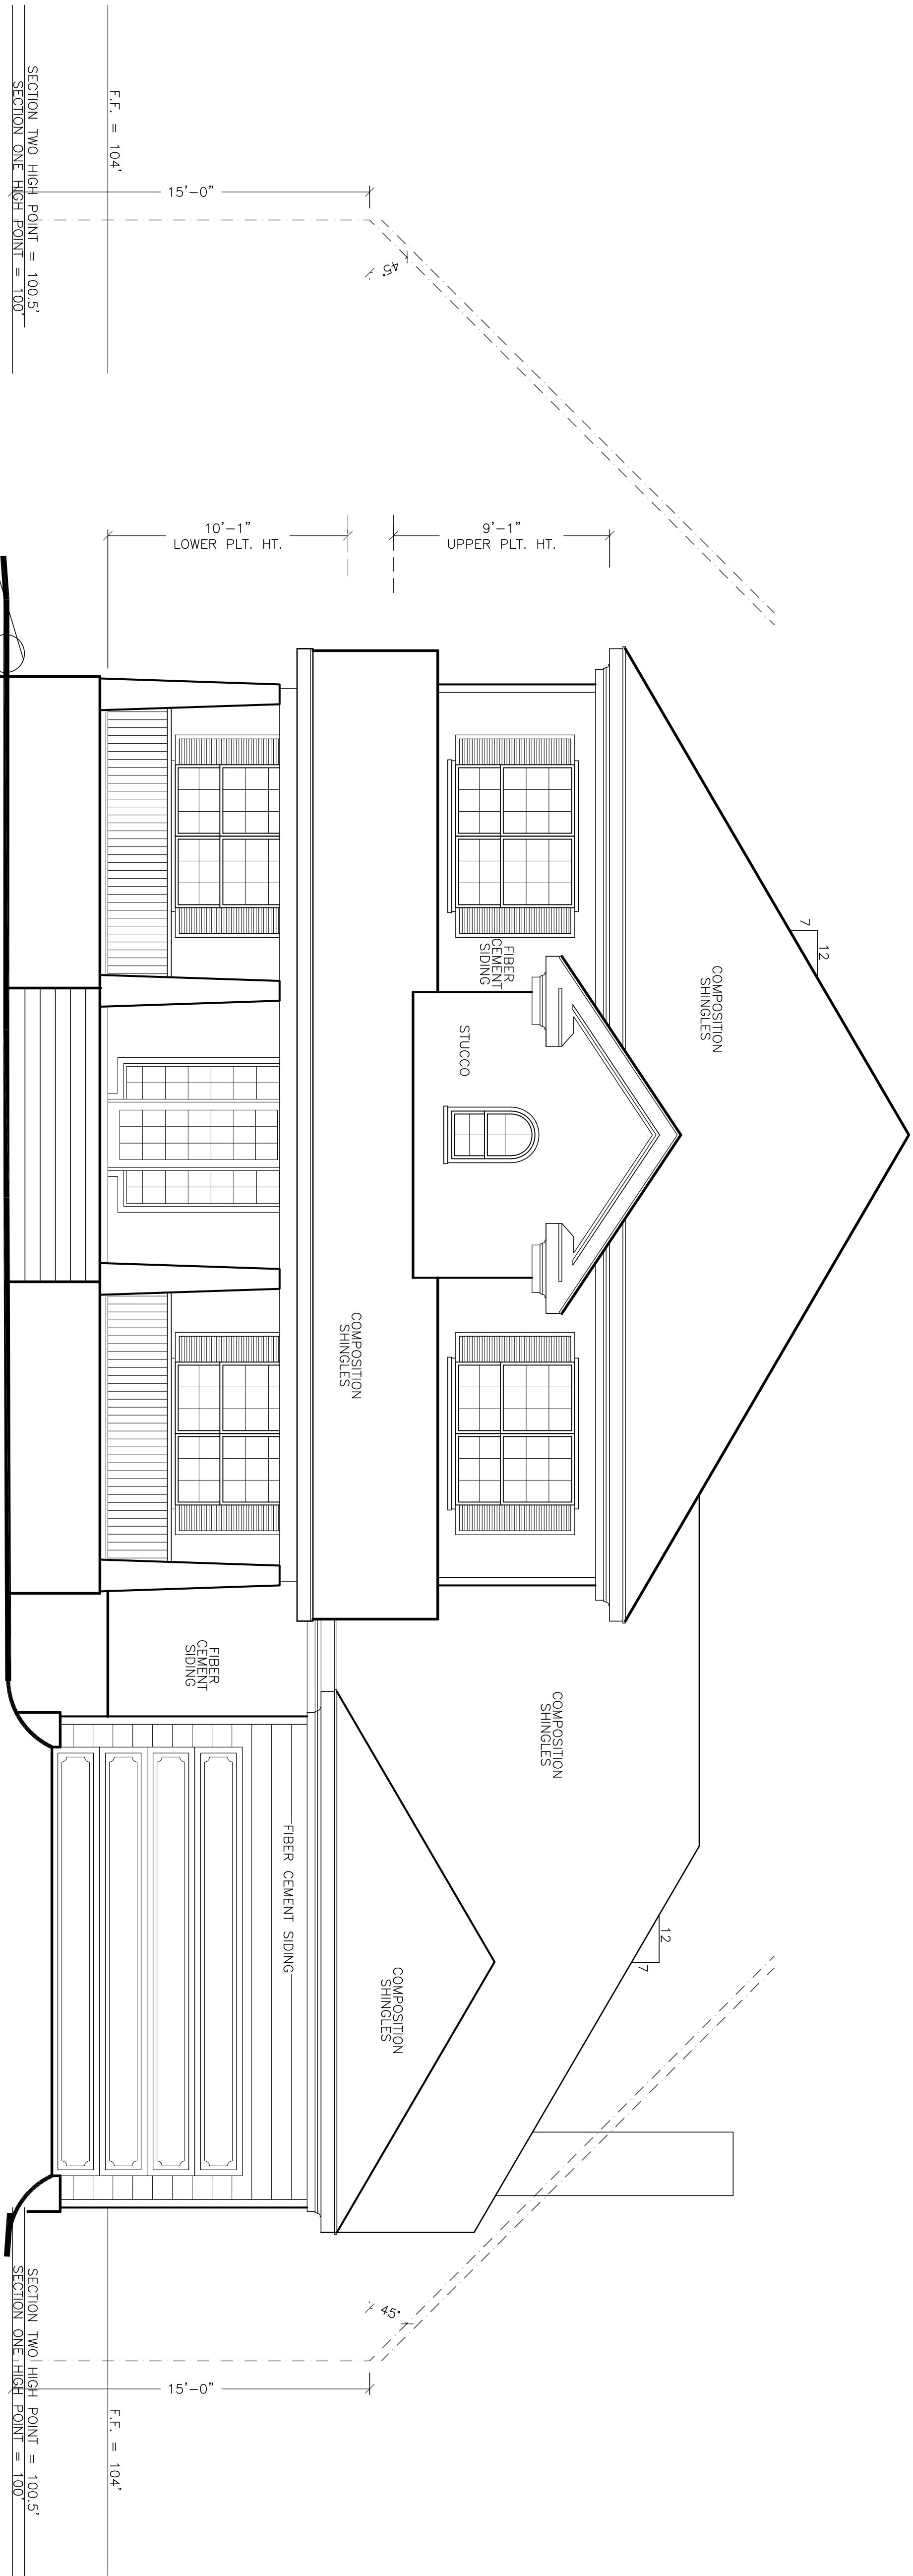 12
7
COMPOSITION
SHINGLES
12
7
9'-1"
UPPER PLT. HT.
FIBER
CEMENT
SIDING
STUCCO
COMPOSITION
SHINGLES
45°
45°
15'-0"
10'-1"
LOWER PLT. HT.
COMPOSITION
SHINGLES
COMPOSITION
SHINGLES
FIBER CEMENT SIDING
FIBER
CEMENT
SIDING
15'-0"
F.F. = 104'
SECTION TWO HIGH POINT = 100.5'
SECTION ONE HIGH POINT = 100'
F.F. = 104'
SECTION TWO HIGH POINT = 100.5'
SECTION ONE HIGH POINT = 100'